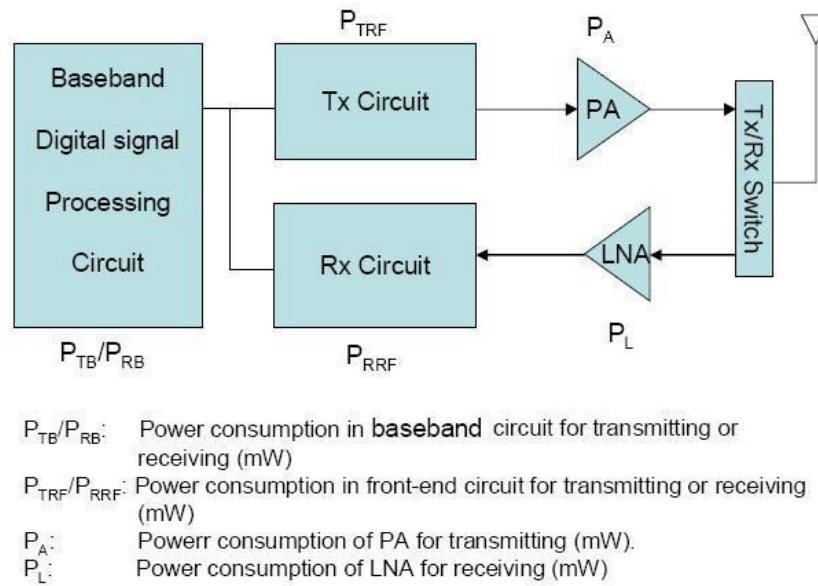 P_TRF
P_A
Baseband
Digital signal
Processing
Circuit
Tx Circuit
PA
Tx/Rx Switch
Rx Circuit
LNA
P_TB/P_RB
P_RRF
P_L
P_TB/P_RB: Power consumption in baseband circuit for transmitting or
receiving (mW)
P_TRF/P_RRF: Power consumption in front-end circuit for transmitting or receiving
(mW)
P_A: Powerr consumption of PA for transmitting (mW).
P_L: Power consumption of LNA for receiving (mW)